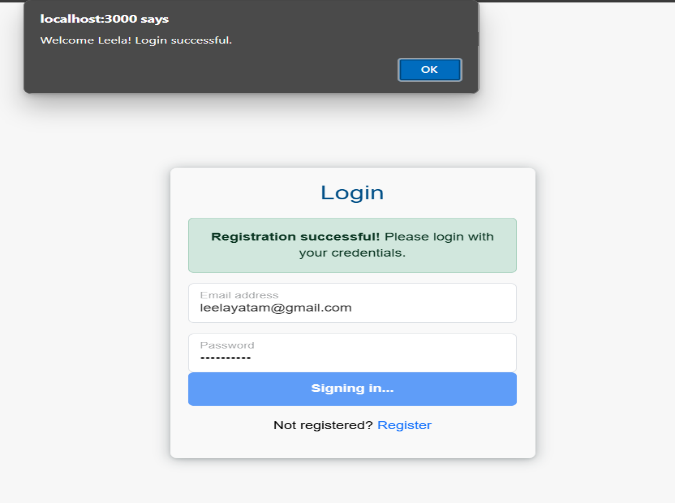 localhost:3000 says
Welcome Leela! Login successful.
OK
Login
Registration successful! Please login with
your credentials.
Email address
leelayatam@gmail.com
Password
----------
Signing in...
Not registered? Register